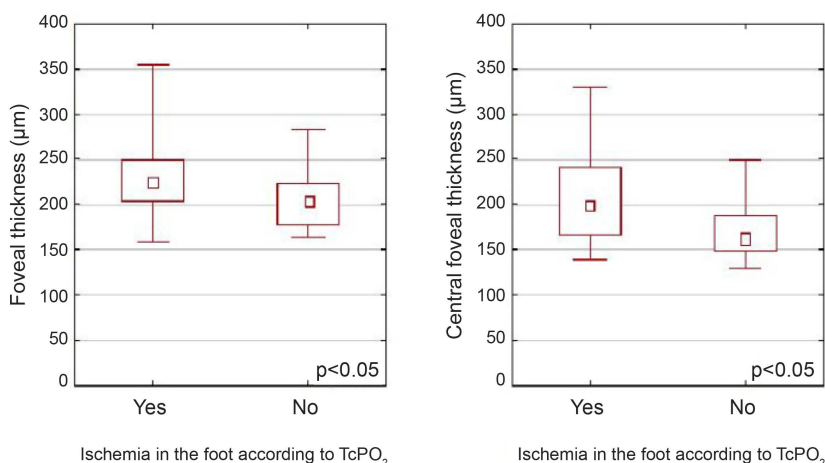 Foveal thickness (μm)
400
350
300
250
200
150
100
50
0
p<0.05
Yes No
Ischemia in the foot according to TcPO₂
Central foveal thickness (μm)
400
350
300
250
200
150
100
50
0
p<0.05
Yes No
Ischemia in the foot according to TcPO₂